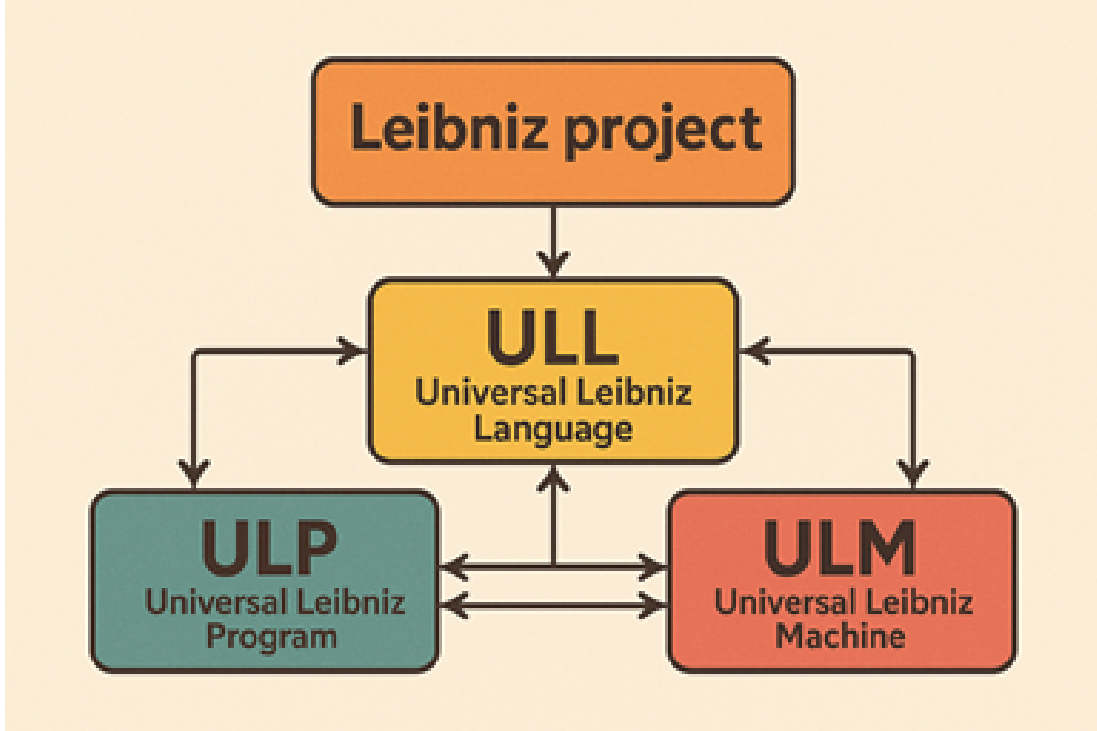 Leibniz project
ULL
Universal Leibniz
Language
ULP
Universal Leibniz
Program
ULM
Universal Leibniz
Machine